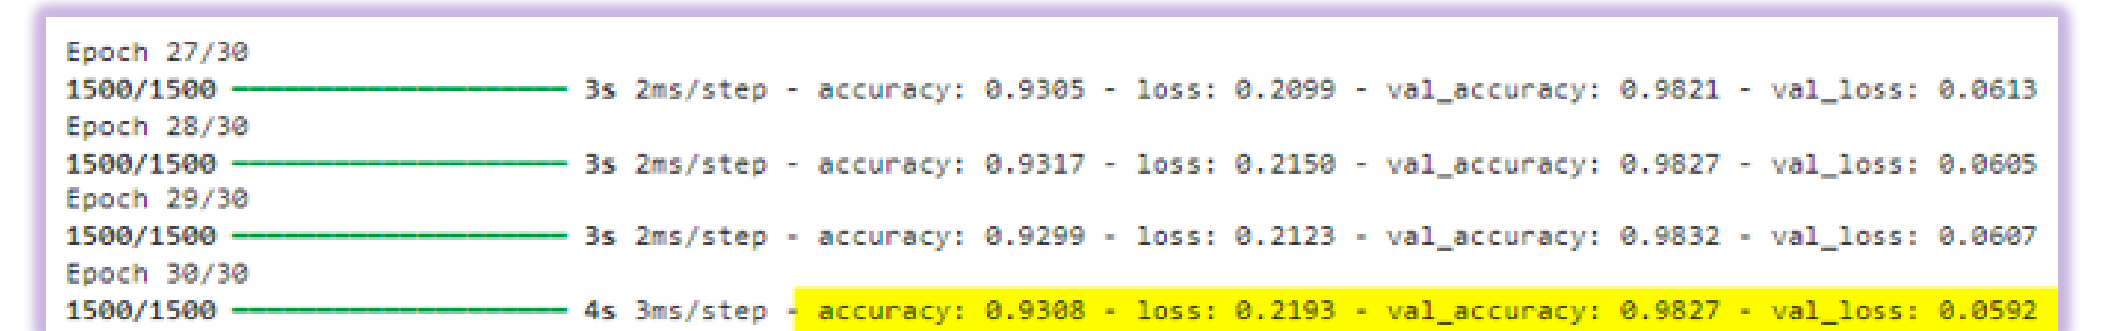 Epoch 27/30
1500/1500 ━━━━━━━━━━━━━━━━━━━━ 3s 2ms/step - accuracy: 0.9305 - loss: 0.2099 - val_accuracy: 0.9821 - val_loss: 0.0613
Epoch 28/30
1500/1500 ━━━━━━━━━━━━━━━━━━━━ 3s 2ms/step - accuracy: 0.9317 - loss: 0.2150 - val_accuracy: 0.9827 - val_loss: 0.0605
Epoch 29/30
1500/1500 ━━━━━━━━━━━━━━━━━━━━ 3s 2ms/step - accuracy: 0.9299 - loss: 0.2123 - val_accuracy: 0.9832 - val_loss: 0.0607
Epoch 30/30
1500/1500 ━━━━━━━━━━━━━━━━━━━━ 4s 3ms/step - accuracy: 0.9308 - loss: 0.2193 - val_accuracy: 0.9827 - val_loss: 0.0592